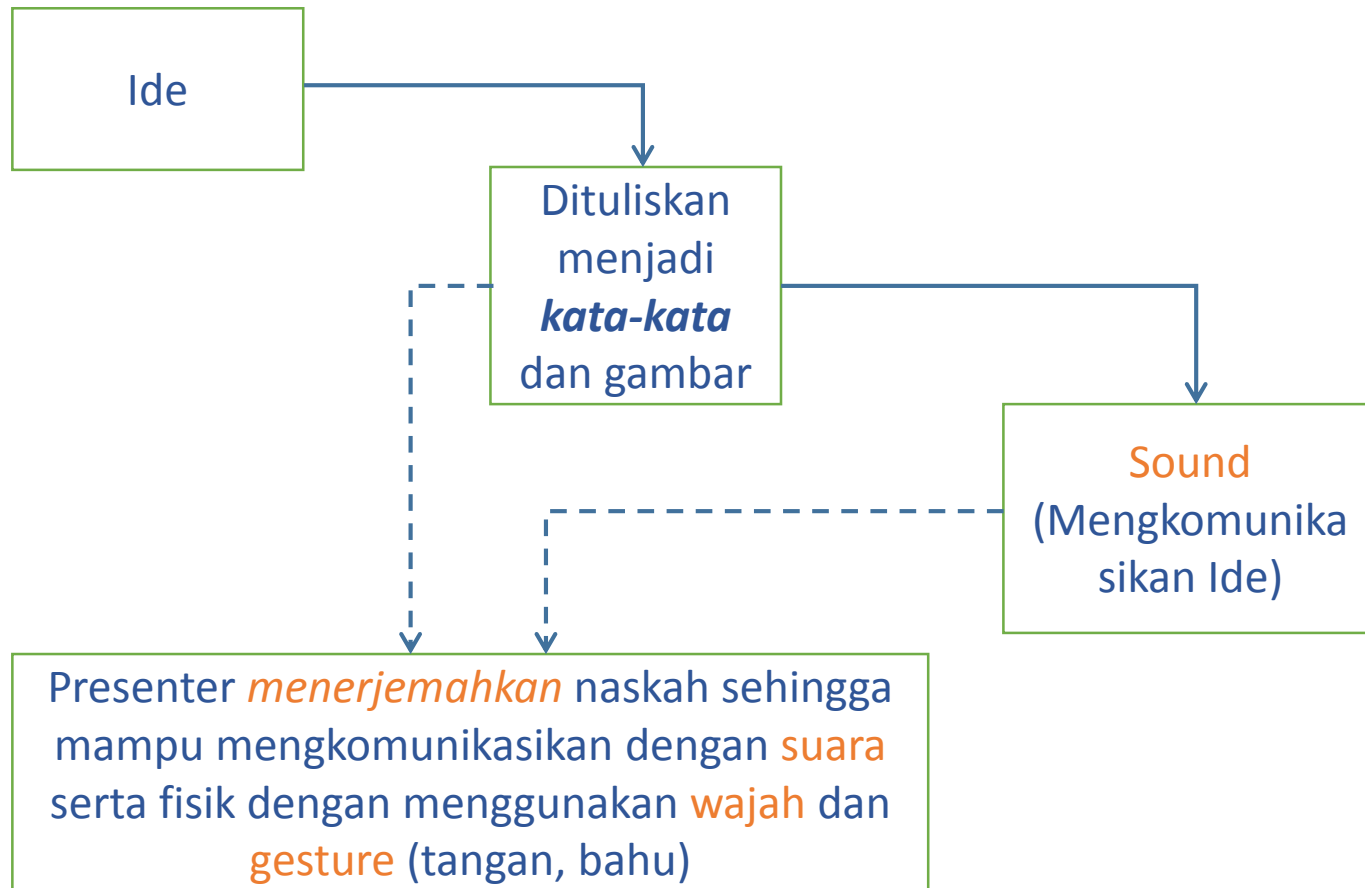 Ide
Dituliskan
menjadi
kata-kata
dan gambar
Sound
(Mengkomunika
sikan Ide)
Presenter menerjemahkan naskah sehingga
mampu mengkomunikasikan dengan suara
serta fisik dengan menggunakan wajah dan
gesture (tangan, bahu)